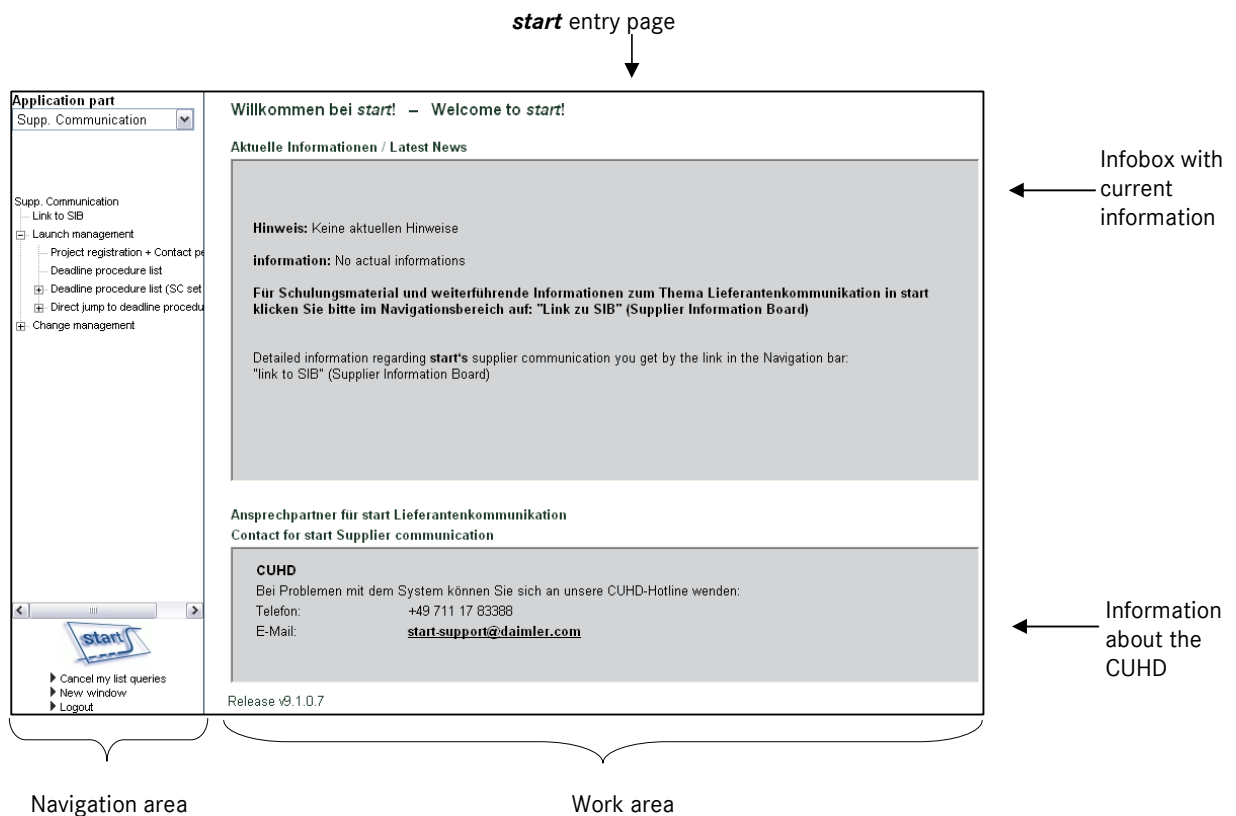 start entry page
Application part
Supp. Communication
Supp. Communication
Link to SIB
Launch management
Project registration + Contact pe
Deadline procedure list
Deadline procedure list (SC set
Direct jump to deadline procedu
Change management
start
Cancel my list queries
New window
Logout
Willkommen bei start! – Welcome to start!
Aktuelle Informationen / Latest News
Hinweis: Keine aktuellen Hinweise
information: No actual informations
Für Schulungsmaterial und weiterführende Informationen zum Thema Lieferantenkommunikation in start
klicken Sie bitte im Navigationsbereich auf: "Link zu SIB" (Supplier Information Board)
Detailed information regarding start's supplier communication you get by the link in the Navigation bar:
"link to SIB" (Supplier Information Board)
Ansprechpartner für start Lieferantenkommunikation
Contact for start Supplier communication
CUHD
Bei Problemen mit dem System können Sie sich an unsere CUHD-Hotline wenden:
Telefon: +49 711 17 83388
E-Mail: start-support@daimler.com
Release v9.1.0.7
Infobox with
current
information
Information
about the
CUHD
Navigation area
Work area